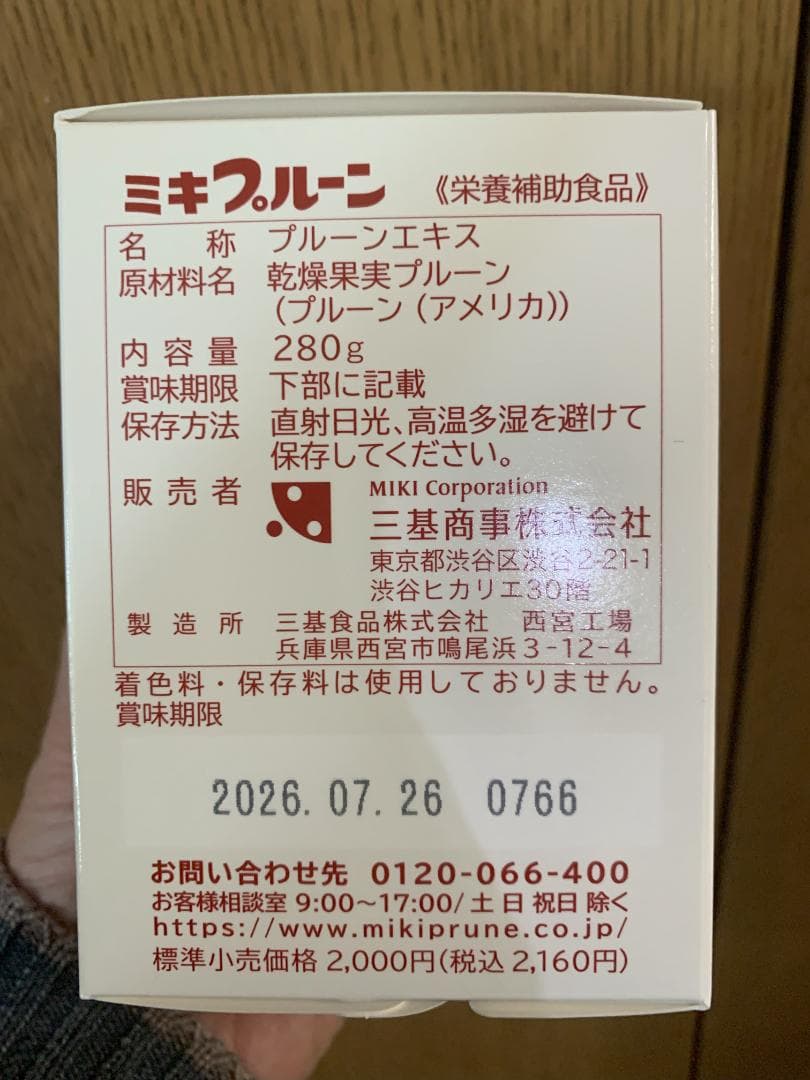 ミキプルーン 《栄養補助食品》
名称 プルーンエキス
原材料名 乾燥果実プルーン
(プルーン(アメリカ))
内容量 280g
賞味期限 下部に記載
保存方法 直射日光、高温多湿を避けて
保存してください。
販売者 MIKI Corporation
三基商事株式会社
東京都渋谷区渋谷2-21-1
渋谷ヒカリエ30階
製造所 三基食品株式会社 西宮工場
兵庫県西宮市鳴尾浜3-12-4
着色料・保存料は使用しておりません。
賞味期限
2026.07.26 0766
お問い合わせ先 0120-066-400
お客様相談室 9:00~17:00/土日祝日除く
https://www.mikiprune.co.jp/
標準小売価格 2,000円(税込 2,160円)